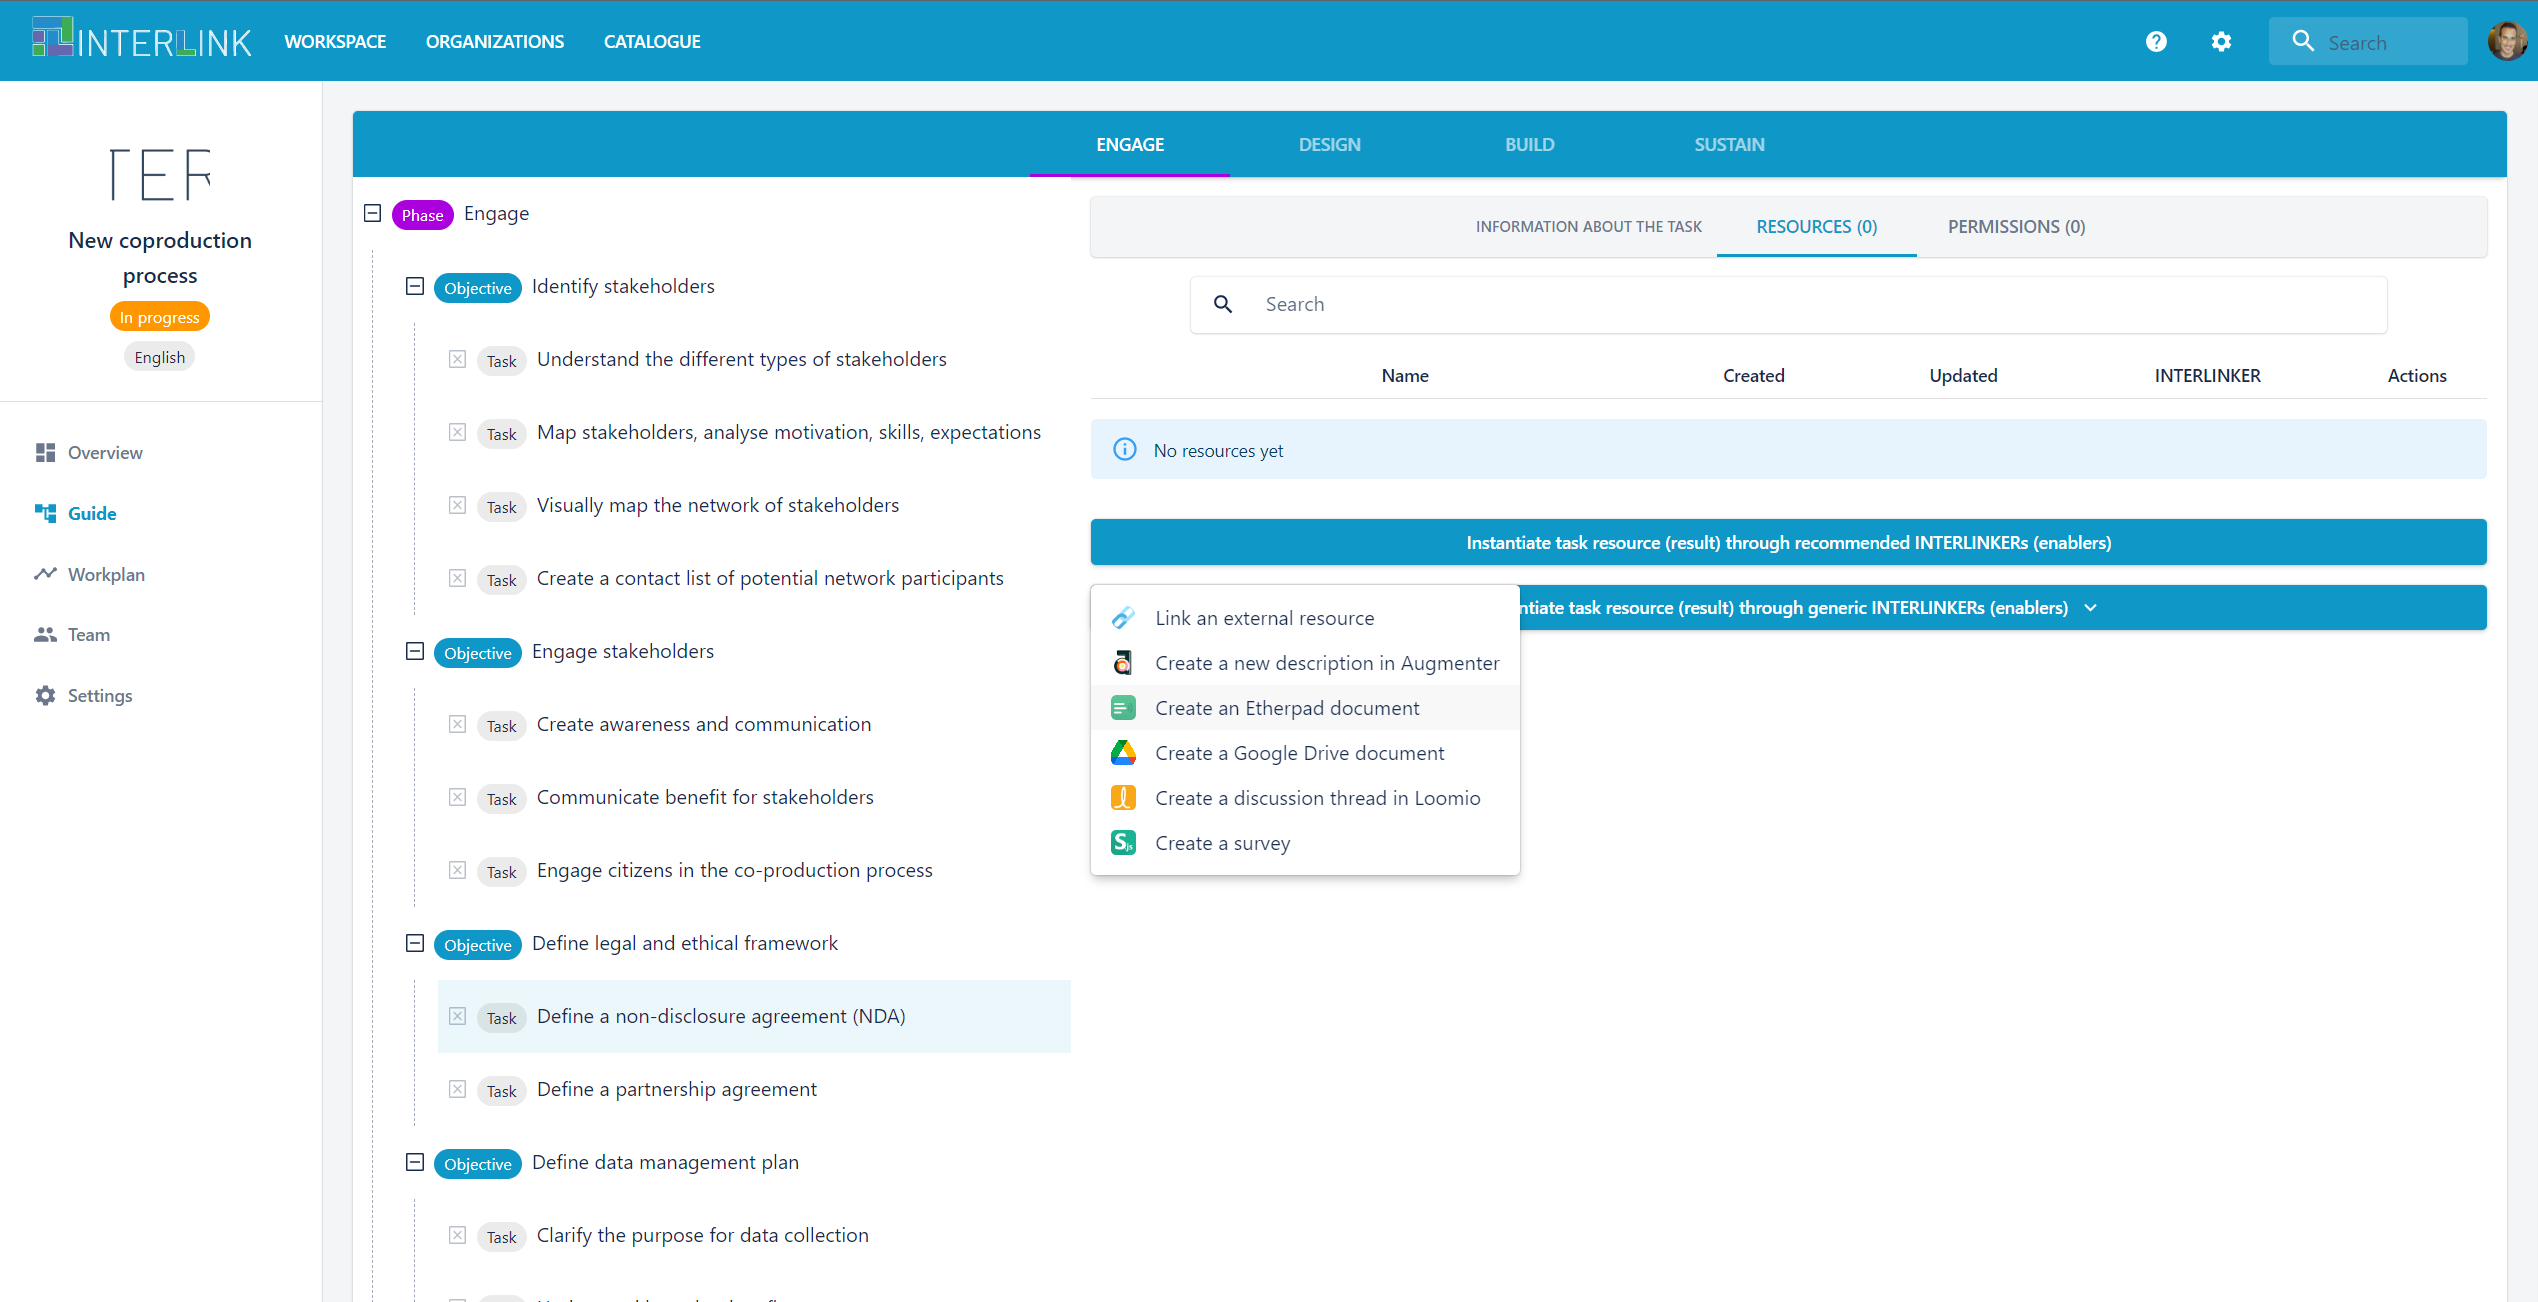 INTERLINK
WORKSPACE
ORGANIZATIONS
CATALOGUE
Search
TER
New coproduction
process
In progress
English
Overview
Guide
Workplan
Team
Settings
ENGAGE
DESIGN
BUILD
SUSTAIN
Phase Engage
Objective Identify stakeholders
Task Understand the different types of stakeholders
Task Map stakeholders, analyse motivation, skills, expectations
Task Visually map the network of stakeholders
Task Create a contact list of potential network participants
Objective Engage stakeholders
Task Create awareness and communication
Task Communicate benefit for stakeholders
Task Engage citizens in the co-production process
Objective Define legal and ethical framework
Task Define a non-disclosure agreement (NDA)
Task Define a partnership agreement
Objective Define data management plan
Task Clarify the purpose for data collection
INFORMATION ABOUT THE TASK
RESOURCES (0)
PERMISSIONS (0)
Search
Name Created Updated INTERLINKER Actions
No resources yet
Instantiate task resource (result) through recommended INTERLINKERs (enablers)
ntiate task resource (result) through generic INTERLINKERs (enablers)
Link an external resource
Create a new description in Augmenter
Create an Etherpad document
Create a Google Drive document
Create a discussion thread in Loomio
Create a survey